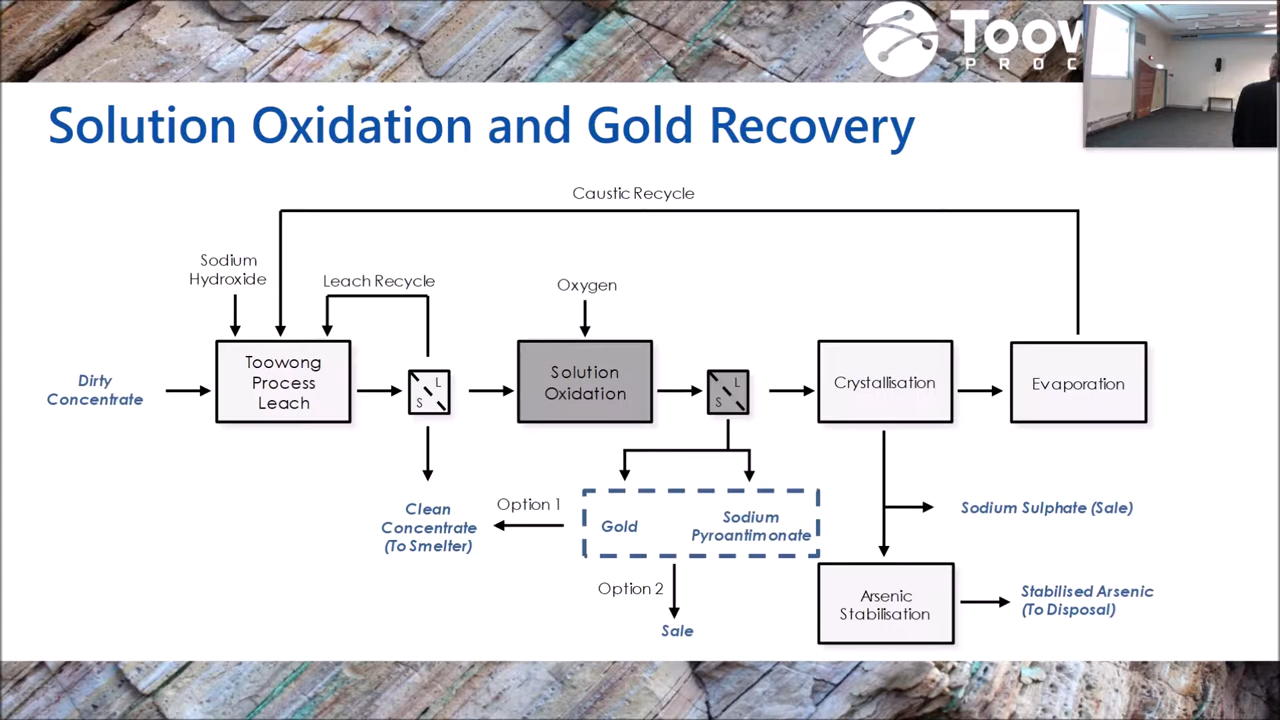 Solution Oxidation and Gold Recovery
Caustic Recycle
Sodium
Hydroxide
Leach Recycle
Oxygen
Dirty
Concentrate
Toowong
Process
Leach
L
S
Solution
Oxidation
L
S
Crystallisation
Evaporation
Clean
Concentrate
(To Smelter)
Option 1
Gold
Sodium
Pyroantimonate
Sodium Sulphate (Sale)
Option 2
Sale
Arsenic
Stabilisation
Stabilised Arsenic
(To Disposal)